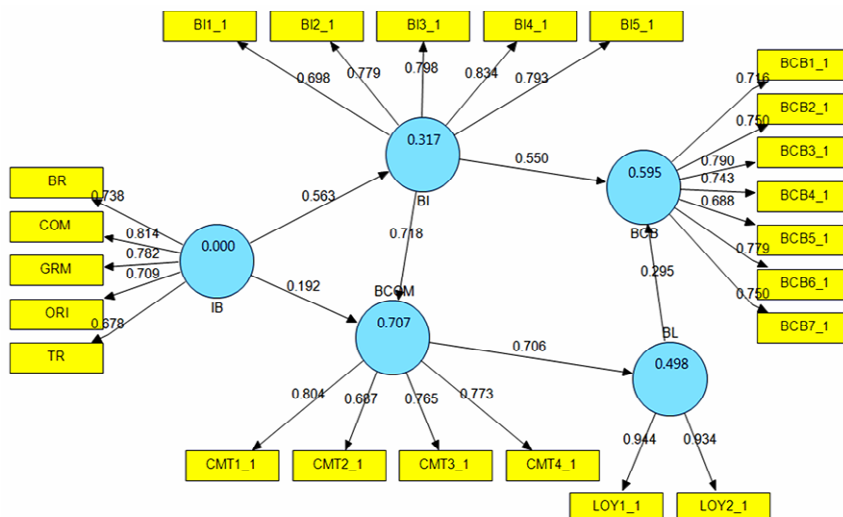 BI1_1
BI2_1
BI3_1
BI4_1
BI5_1
0.698
0.779
0.798
0.834
0.793
BCB1_1
BCB2_1
BCB3_1
BCB4_1
BCB5_1
BCB6_1
BCB7_1
0.716
0.750
0.790
0.743
0.688
0.779
0.750
0.317
BI
0.550
0.595
BCB
BR
COM
GRM
ORI
TR
0.738
0.814
0.782
0.709
0.678
0.000
IB
0.563
0.718
0.192
BCOM
0.707
0.706
0.295
BL
0.498
0.804
0.687
0.765
0.773
CMT1_1
CMT2_1
CMT3_1
CMT4_1
0.944
0.934
LOY1_1
LOY2_1